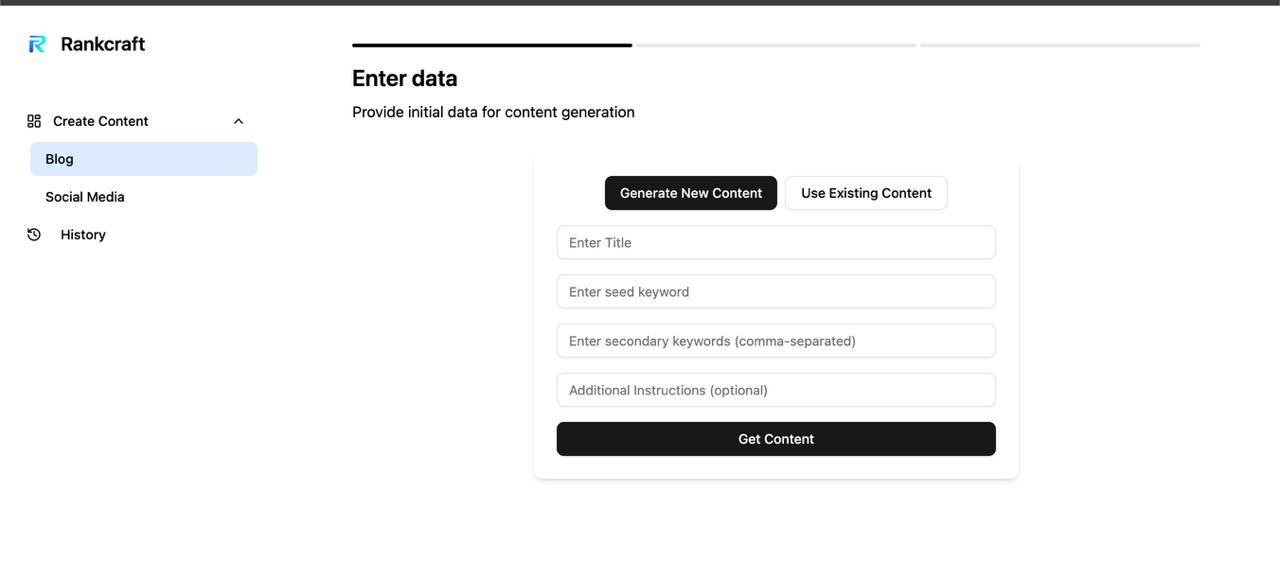 Rankcraft
Create Content
Blog
Social Media
History
Enter data
Provide initial data for content generation
Generate New Content
Use Existing Content
Enter Title
Enter seed keyword
Enter secondary keywords (comma-separated)
Additional Instructions (optional)
Get Content